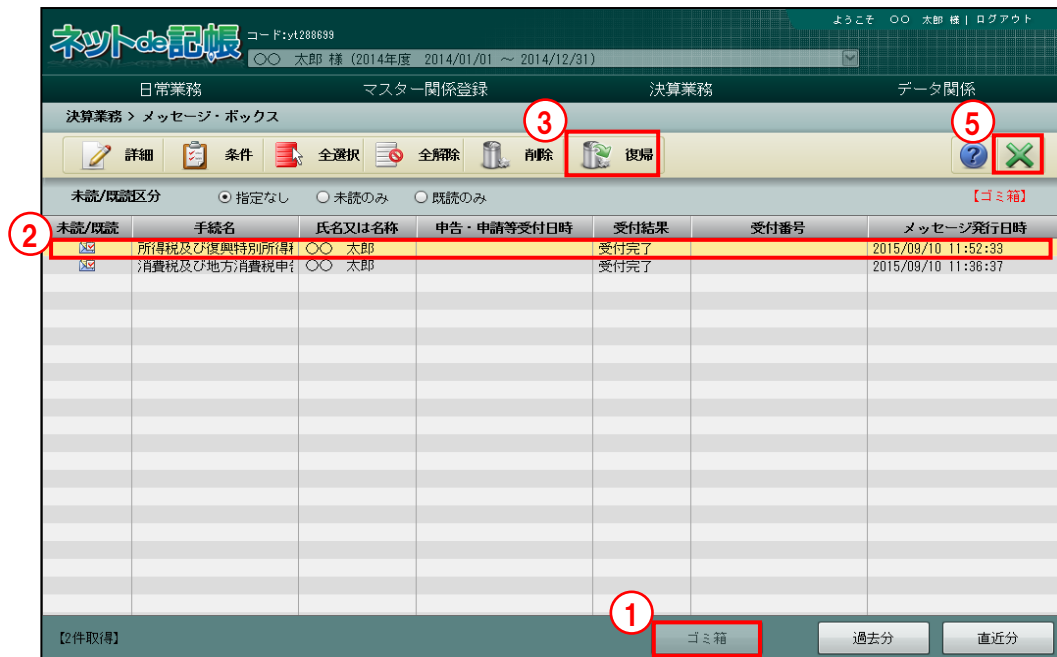 ようこそ 〇〇 太郎 様 | ログアウト
ネットde記帳 コード:yt288699
〇〇 太郎 様 (2014年度 2014/01/01 ～ 2014/12/31)
日常業務 マスター関係登録 決算業務 データ関係
決算業務 > メッセージ・ボックス
③ ⑤
詳細 条件 全選択 全解除 削除 復帰 ?
未読/既読区分 指定なし 未読のみ 既読のみ 【ゴミ箱】
未読/既読 手続名 氏名又は名称 申告・申請等受付日時 受付結果 受付番号 メッセージ発行日時
② 所得税及び復興特別所得税 〇〇 太郎 受付完了 2015/09/10 11:52:33
消費税及び地方消費税申 〇〇 太郎 受付完了 2015/09/10 11:36:37
①
【2件取得】 ゴミ箱 過去分 直近分